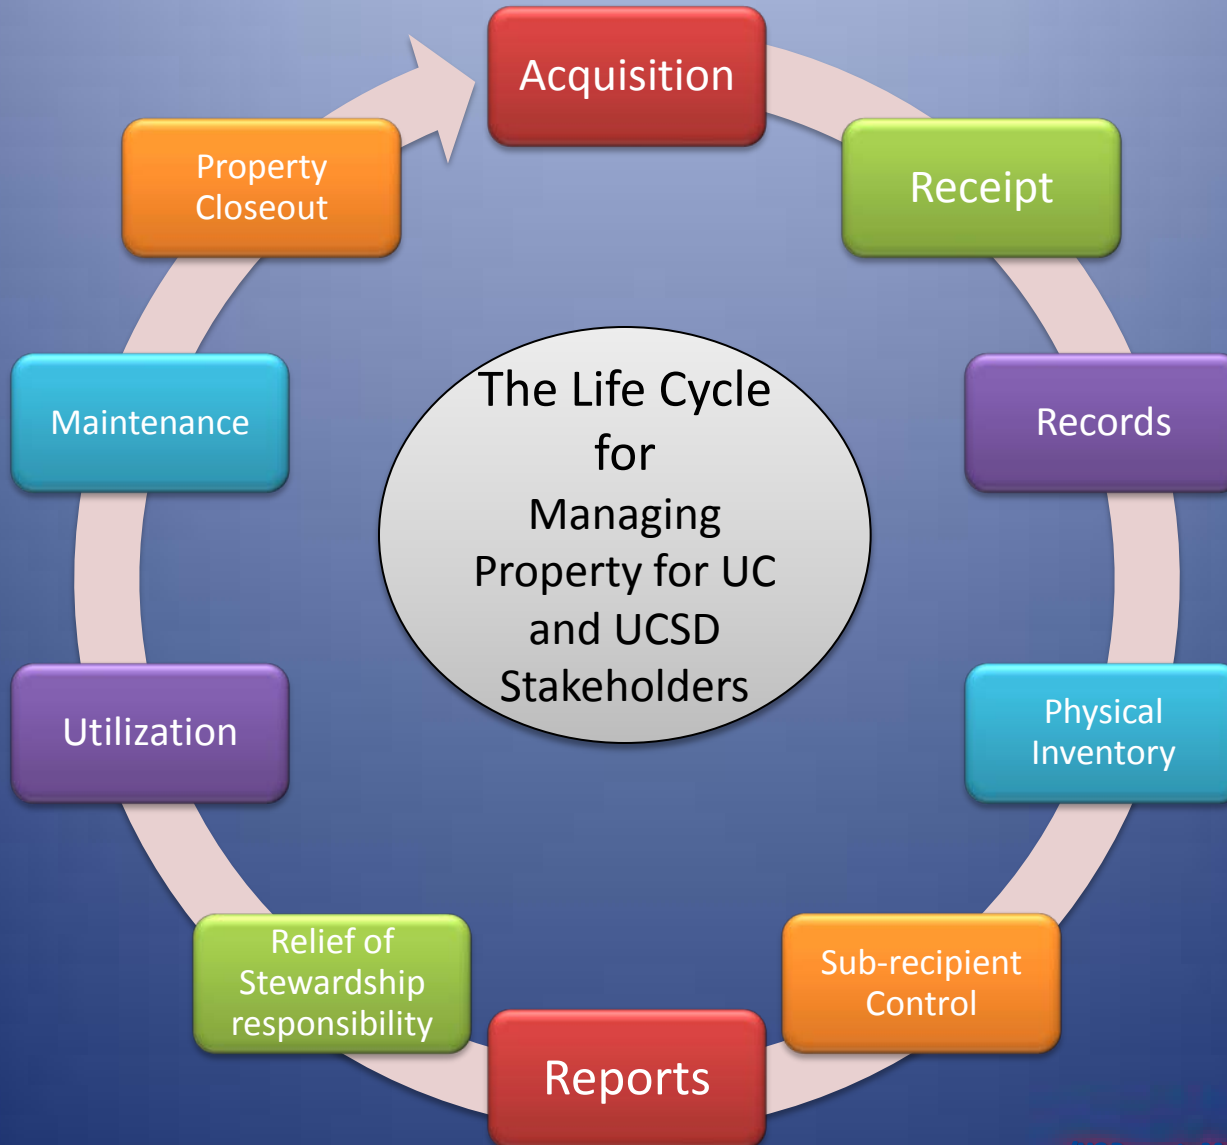 Acquisition
Receipt
Records
Physical
Inventory
Sub-recipient
Control
Reports
Relief of
Stewardship
responsibility
Utilization
Maintenance
Property
Closeout
The Life Cycle
for
Managing
Property for UC
and UCSD
Stakeholders